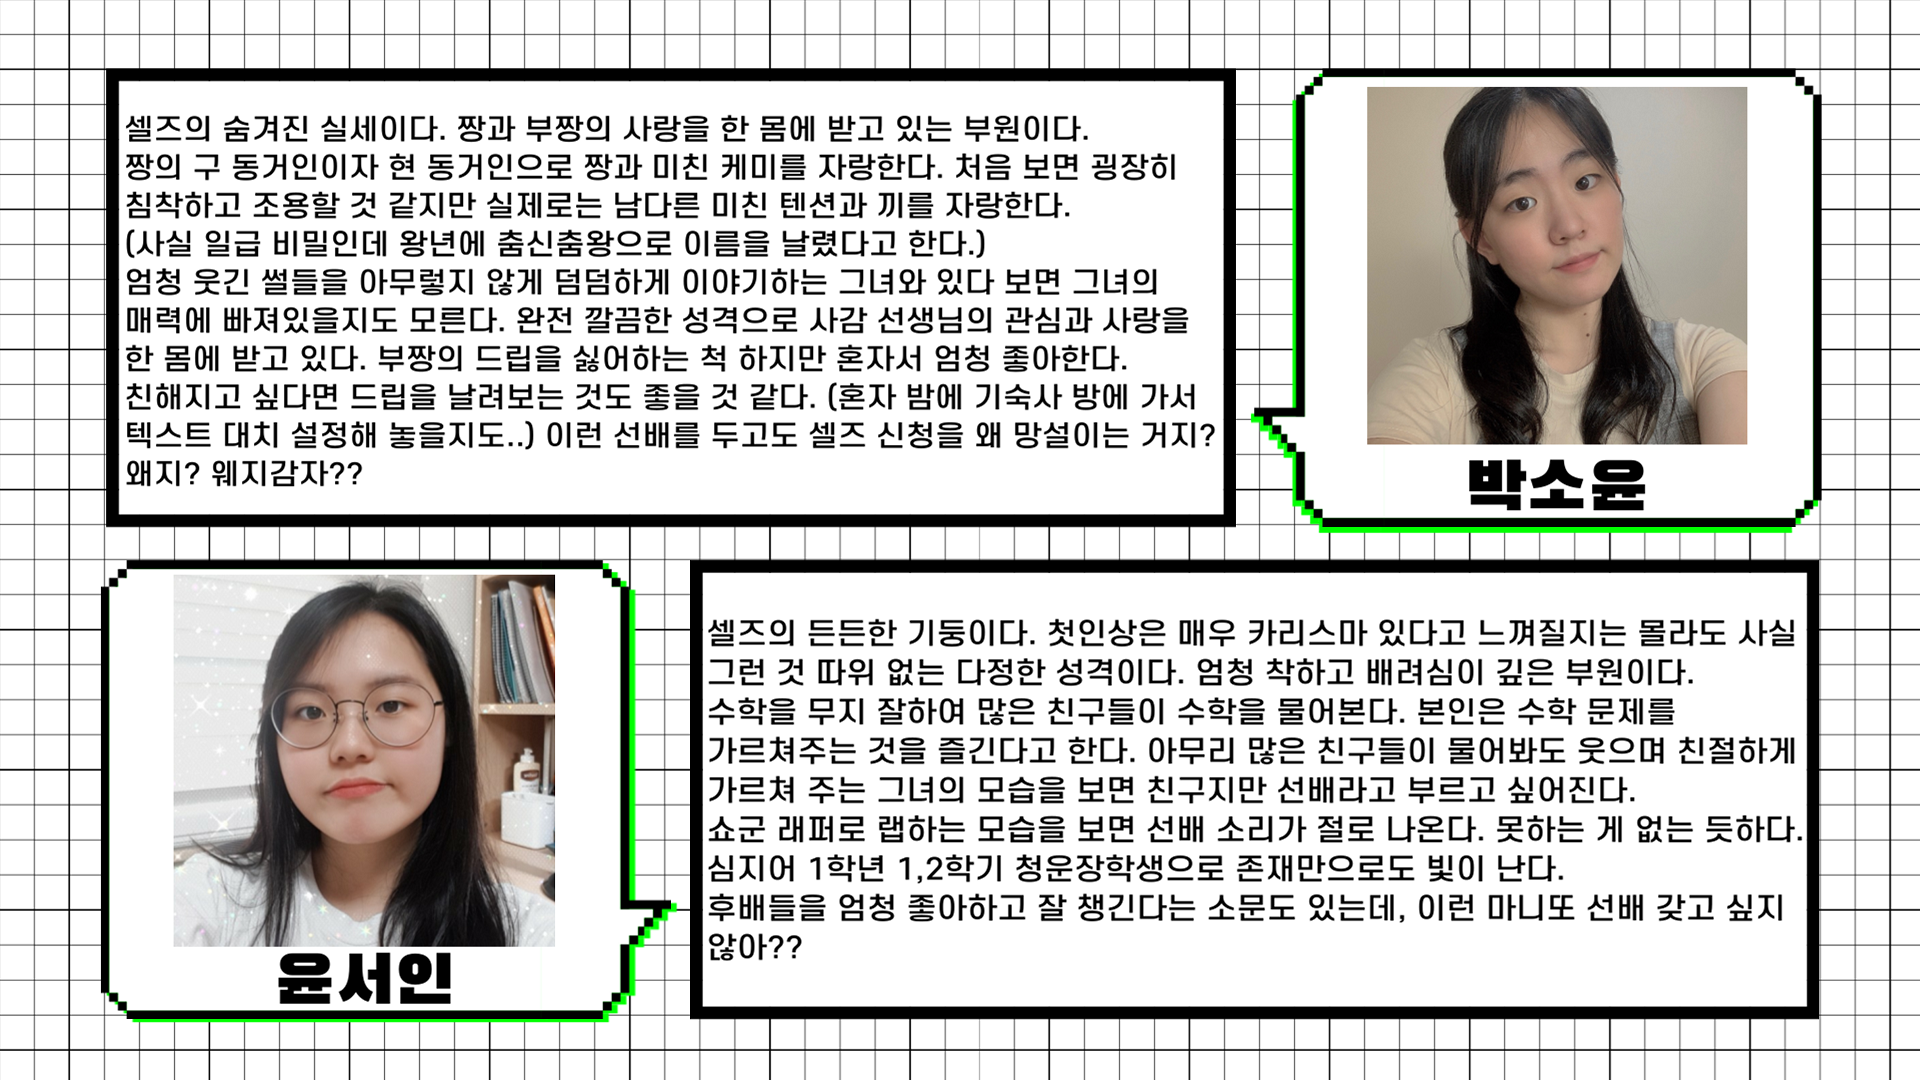 셀즈의 숨겨진 실세이다. 짱과 부짱의 사랑을 한 몸에 받고 있는 부원이다.
짱의 구 동거인이자 현 동거인으로 짱과 미친 케미를 자랑한다. 처음 보면 굉장히
침착하고 조용할 것 같지만 실제로는 남다른 미친 텐션과 끼를 자랑한다.
(사실 일급 비밀인데 왕년에 춤신춤왕으로 이름을 날렸다고 한다.)
엄청 웃긴 썰들을 아무렇지 않게 덤덤하게 이야기하는 그녀와 있다 보면 그녀의
매력에 빠져있을지도 모른다. 완전 깔끔한 성격으로 사감 선생님의 관심과 사랑을
한 몸에 받고 있다. 부짱의 드립을 싫어하는 척 하지만 혼자서 엄청 좋아한다.
친해지고 싶다면 드립을 날려보는 것도 좋을 것 같다. (혼자 밤에 기숙사 방에 가서
텍스트 대치 설정해 놓을지도..) 이런 선배를 두고도 셀즈 신청을 왜 망설이는 거지?
왜지? 웨지감자??
박소윤
윤서인
셀즈의 든든한 기둥이다. 첫인상은 매우 카리스마 있다고 느껴질지는 몰라도 사실
그런 것 따위 없는 다정한 성격이다. 엄청 착하고 배려심이 깊은 부원이다.
수학을 무지 잘하여 많은 친구들이 수학을 물어본다. 본인은 수학 문제를
가르쳐주는 것을 즐긴다고 한다. 아무리 많은 친구들이 물어봐도 웃으며 친절하게
가르쳐 주는 그녀의 모습을 보면 친구지만 선배라고 부르고 싶어진다.
쇼군 래퍼로 랩하는 모습을 보면 선배 소리가 절로 나온다. 못하는 게 없는 듯하다.
심지어 1학년 1,2학기 청운장학생으로 존재만으로도 빛이 난다.
후배들을 엄청 좋아하고 잘 챙긴다는 소문도 있는데, 이런 마니또 선배 갖고 싶지
않아??